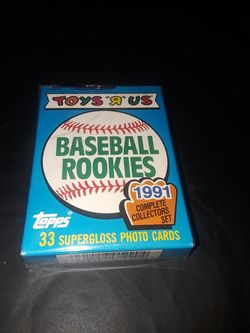 TOYS "R" US
BASEBALL
ROOKIES
1991
COMPLETE
COLLECTORS
SET
Topps
33 SUPERGLOSS PHOTO CARDS